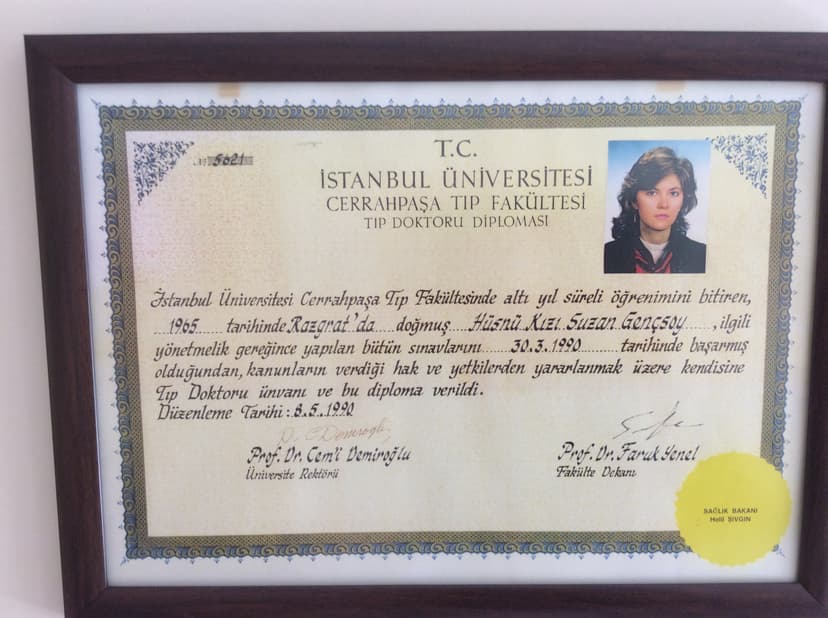 № 5621
T.C.
İSTANBUL ÜNİVERSİTESİ
CERRAHPAŞA TIP FAKÜLTESİ
TIP DOKTORU DİPLOMASI
İstanbul Üniversitesi Cerrahpaşa Tıp Fakültesinde altı yıl süreli öğrenimini bitiren,
1965 tarihinde Razgrat'da doğmuş Hüsnü Kızı Suzan Gençsoy, ilgili
yönetmelik gereğince yapılan bütün sınavlarını 30.3.1990 tarihinde başarmış
olduğundan, kanunların verdiği hak ve yetkilerden yararlanmak üzere kendisine
Tıp Doktoru ünvanı ve bu diploma verildi.
Düzenleme Tarihi: 8.5.1990
Prof. Dr. Cem'i Demiroğlu
Üniversite Rektörü
Prof. Dr. Faruk Yenel
Fakülte Dekanı
SAĞLIK BAKANI
Halil ŞIVGIN